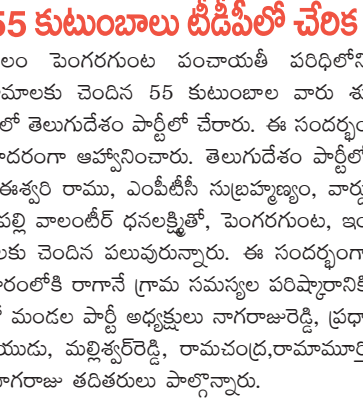 55 కుటుంబాలు టీడీపీలో చేరిక
లం పెంగరగుంట పంచాయతీ పరిధిలోని
మాలకు చెందిన 55 కుటుంబాల వారు శు
లో తెలుగుదేశం పార్టీలో చేరారు. ఈ సందర్భం
ాదరంగా ఆహ్వానించారు. తెలుగుదేశం పార్టీలో
ఈశ్వరి రాము, ఎంపీటీసీ సుబ్రహ్మణ్యం, వార్డ
పల్లి వాలంటీర్ ధనలక్ష్మితో, పెంగరగుంట, ఇం
లకు చెందిన పలువురున్నారు. ఈ సందర్భంగా
ారంలోకి రాగానే గ్రామ సమస్యల పరిష్కారానికి
మండల పార్టీ అధ్యక్షులు నాగరాజురెడ్డి, ప్రధా
యుడు, మల్లీశ్వర్‌రెడ్డి, రామచంద్ర,రామామూర్తి
ాగరాజు తదితరులు పాల్గొన్నారు.